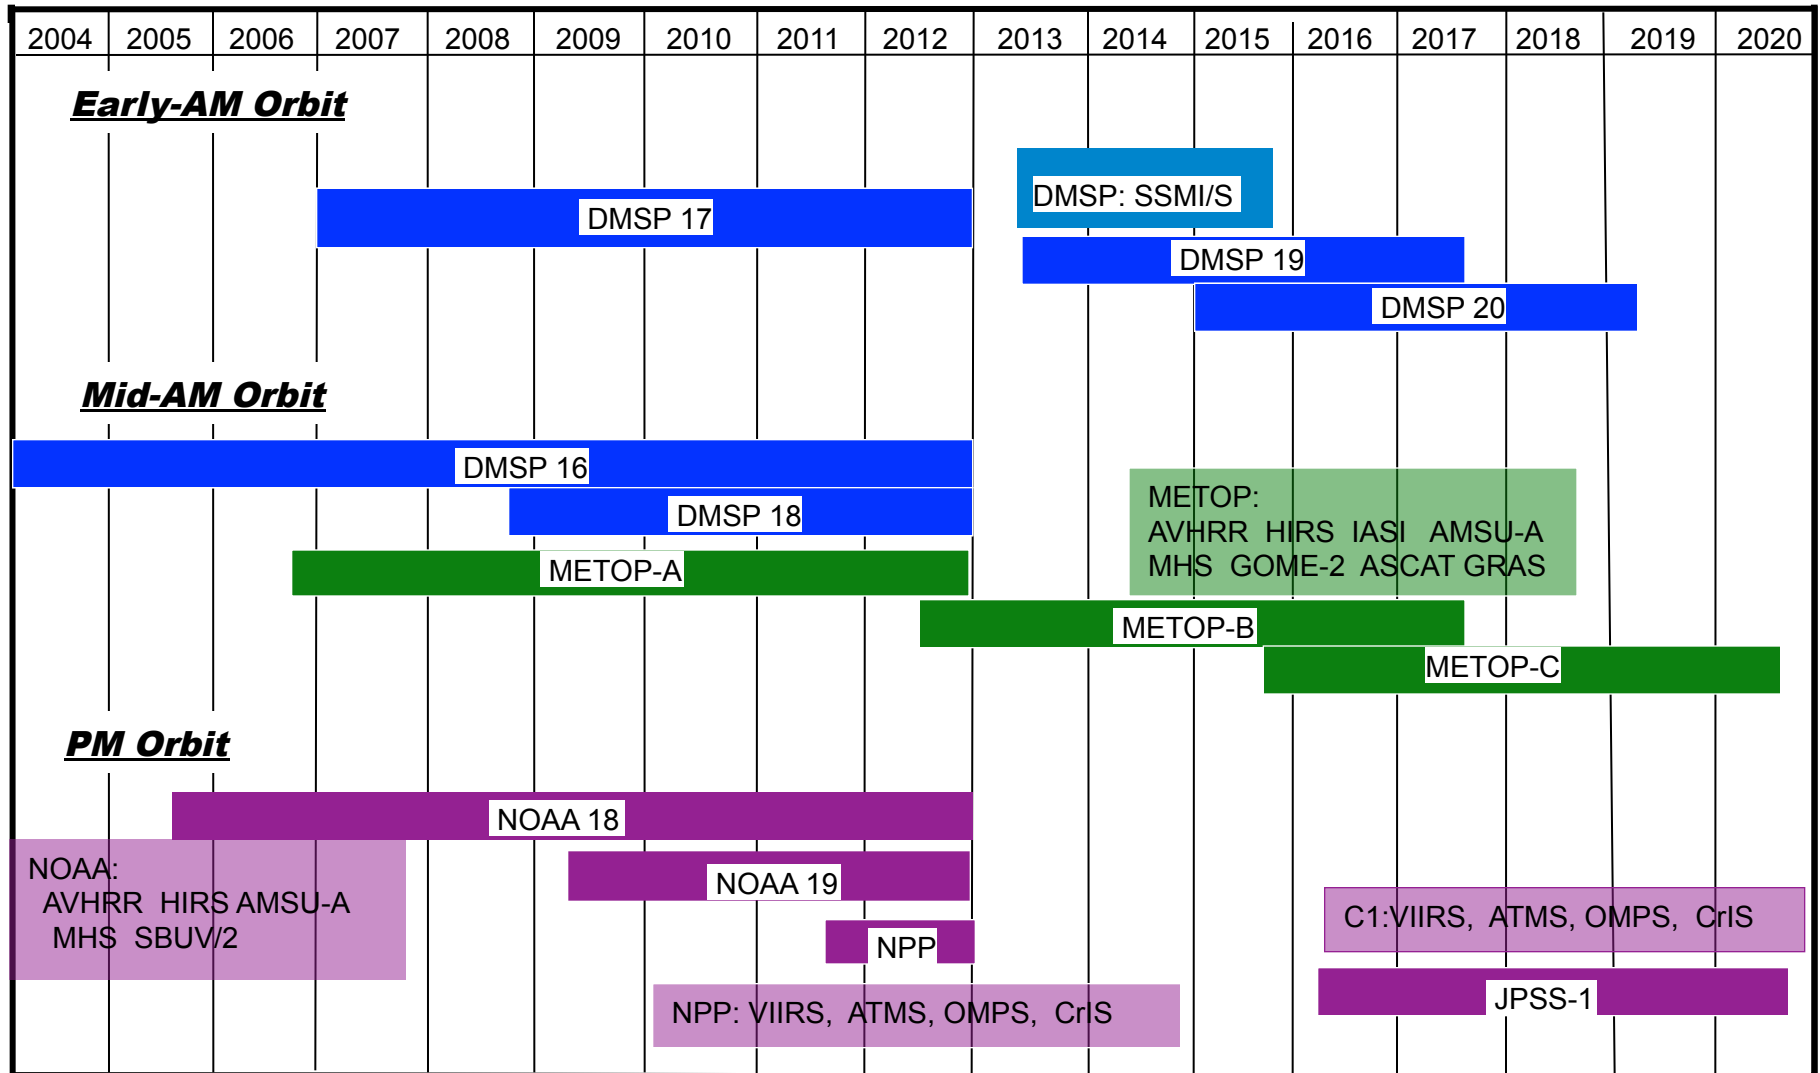 2004 2005 2006 2007 2008 2009 2010 2011 2012 2013 2014 2015 2016 2017 2018 2019 2020
Early-AM Orbit
DMSP: SSMI/S
DMSP 17
DMSP 19
DMSP 20
Mid-AM Orbit
DMSP 16
DMSP 18
METOP:
AVHRR HIRS IASI AMSU-A
MHS GOME-2 ASCAT GRAS
METOP-A
METOP-B
METOP-C
PM Orbit
NOAA 18
NOAA:
AVHRR HIRS AMSU-A
MHS SBUV/2
NOAA 19
NPP
C1:VIIRS, ATMS, OMPS, CrIS
JPSS-1
NPP: VIIRS, ATMS, OMPS, CrIS